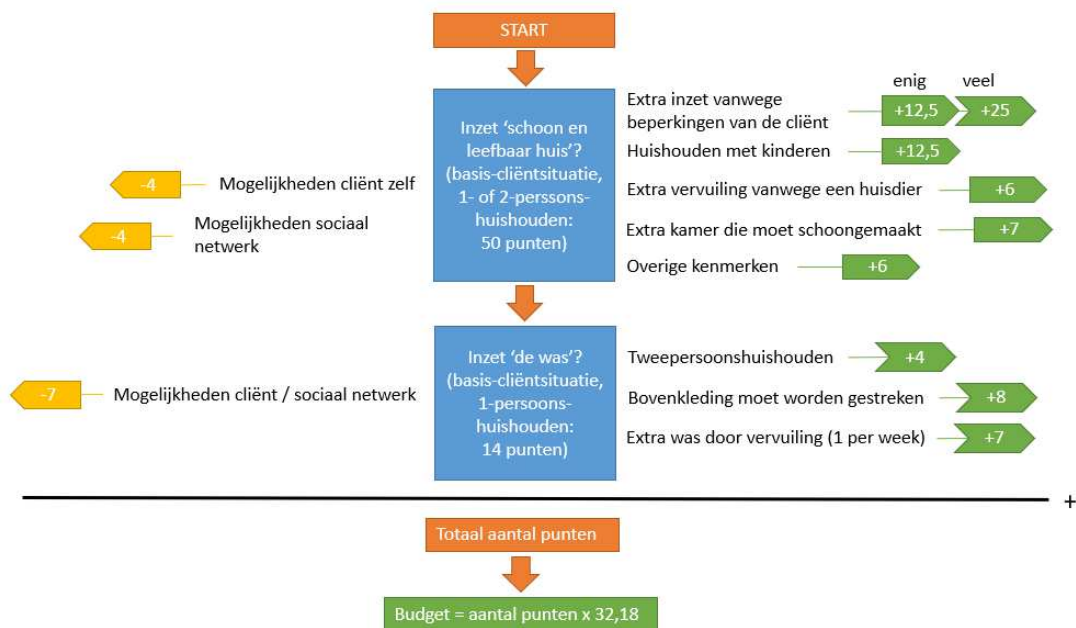 START
enig veel
Extra inzet vanwege
beperkingen van de cliënt
+12,5
+25
Inzet ‘schoon en
leefbaar huis’?
(basis-cliëntsituatie,
1- of 2-perssons-
huishouden:
50 punten)
Huishouden met kinderen
+12,5
-4
Mogelijkheden cliënt zelf
Extra vervuiling vanwege een huisdier
+6
-4
Mogelijkheden sociaal
netwerk
Extra kamer die moet schoongemaakt
+7
Overige kenmerken
+6
Inzet ‘de was’?
(basis-cliëntsituatie,
1-persoons-
huishouden:
14 punten)
Tweepersoonshuishouden
+4
-7
Mogelijkheden cliënt / sociaal netwerk
Bovenkleding moet worden gestreken
+8
Extra was door vervuiling (1 per week)
+7
+
Totaal aantal punten
Budget = aantal punten x 32,18